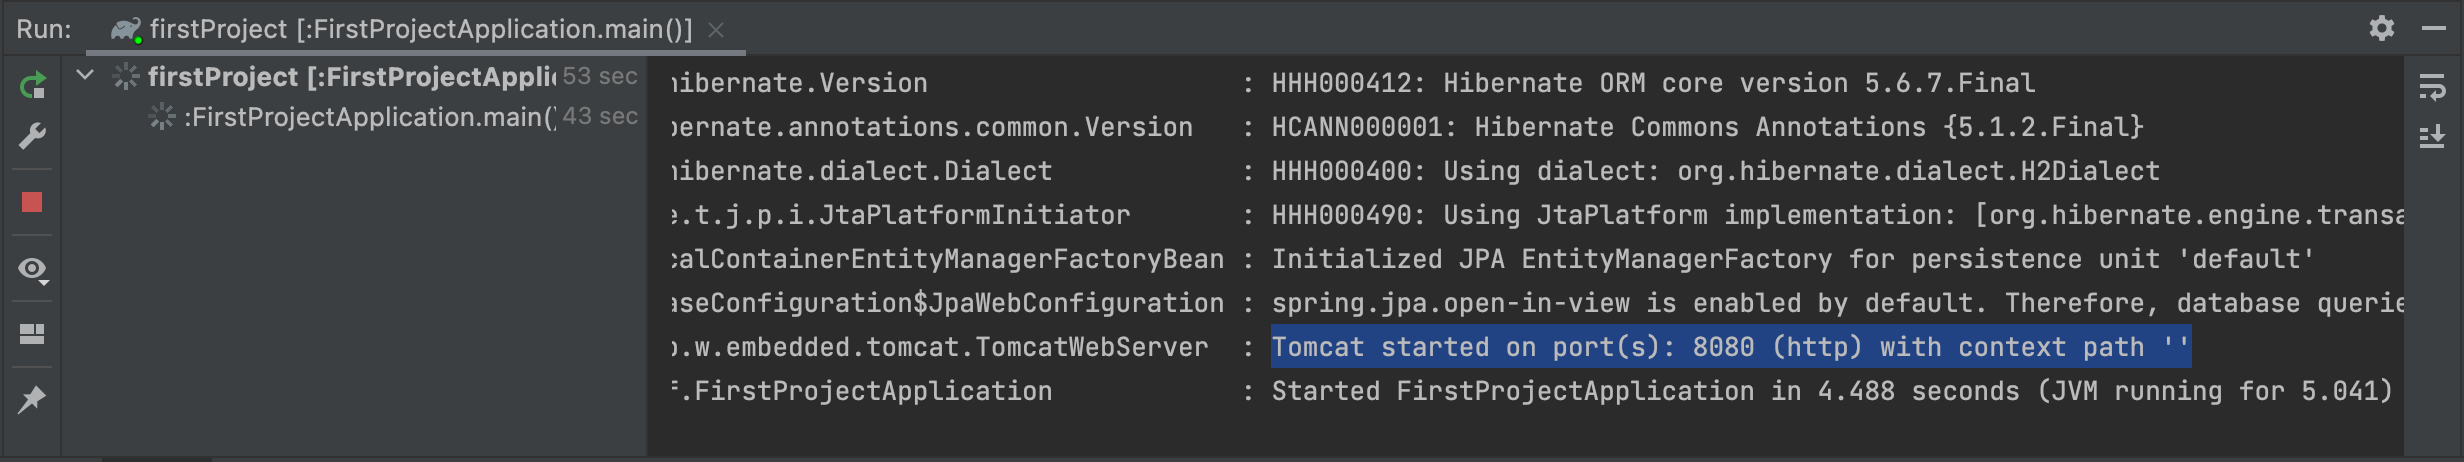 Run: firstProject [:FirstProjectApplication.main()]
firstProject [:FirstProjectAppli 53 sec
:FirstProjectApplication.main() 43 sec
hibernate.Version : HHH000412: Hibernate ORM core version 5.6.7.Final
bernate.annotations.common.Version : HCANN000001: Hibernate Commons Annotations {5.1.2.Final}
hibernate.dialect.Dialect : HHH000400: Using dialect: org.hibernate.dialect.H2Dialect
e.t.j.p.i.JtaPlatformInitiator : HHH000490: Using JtaPlatform implementation: [org.hibernate.engine.transa
calContainerEntityManagerFactoryBean : Initialized JPA EntityManagerFactory for persistence unit 'default'
aseConfiguration$JpaWebConfiguration : spring.jpa.open-in-view is enabled by default. Therefore, database querie
o.w.embedded.tomcat.TomcatWebServer : Tomcat started on port(s): 8080 (http) with context path ''
f.FirstProjectApplication : Started FirstProjectApplication in 4.488 seconds (JVM running for 5.041)